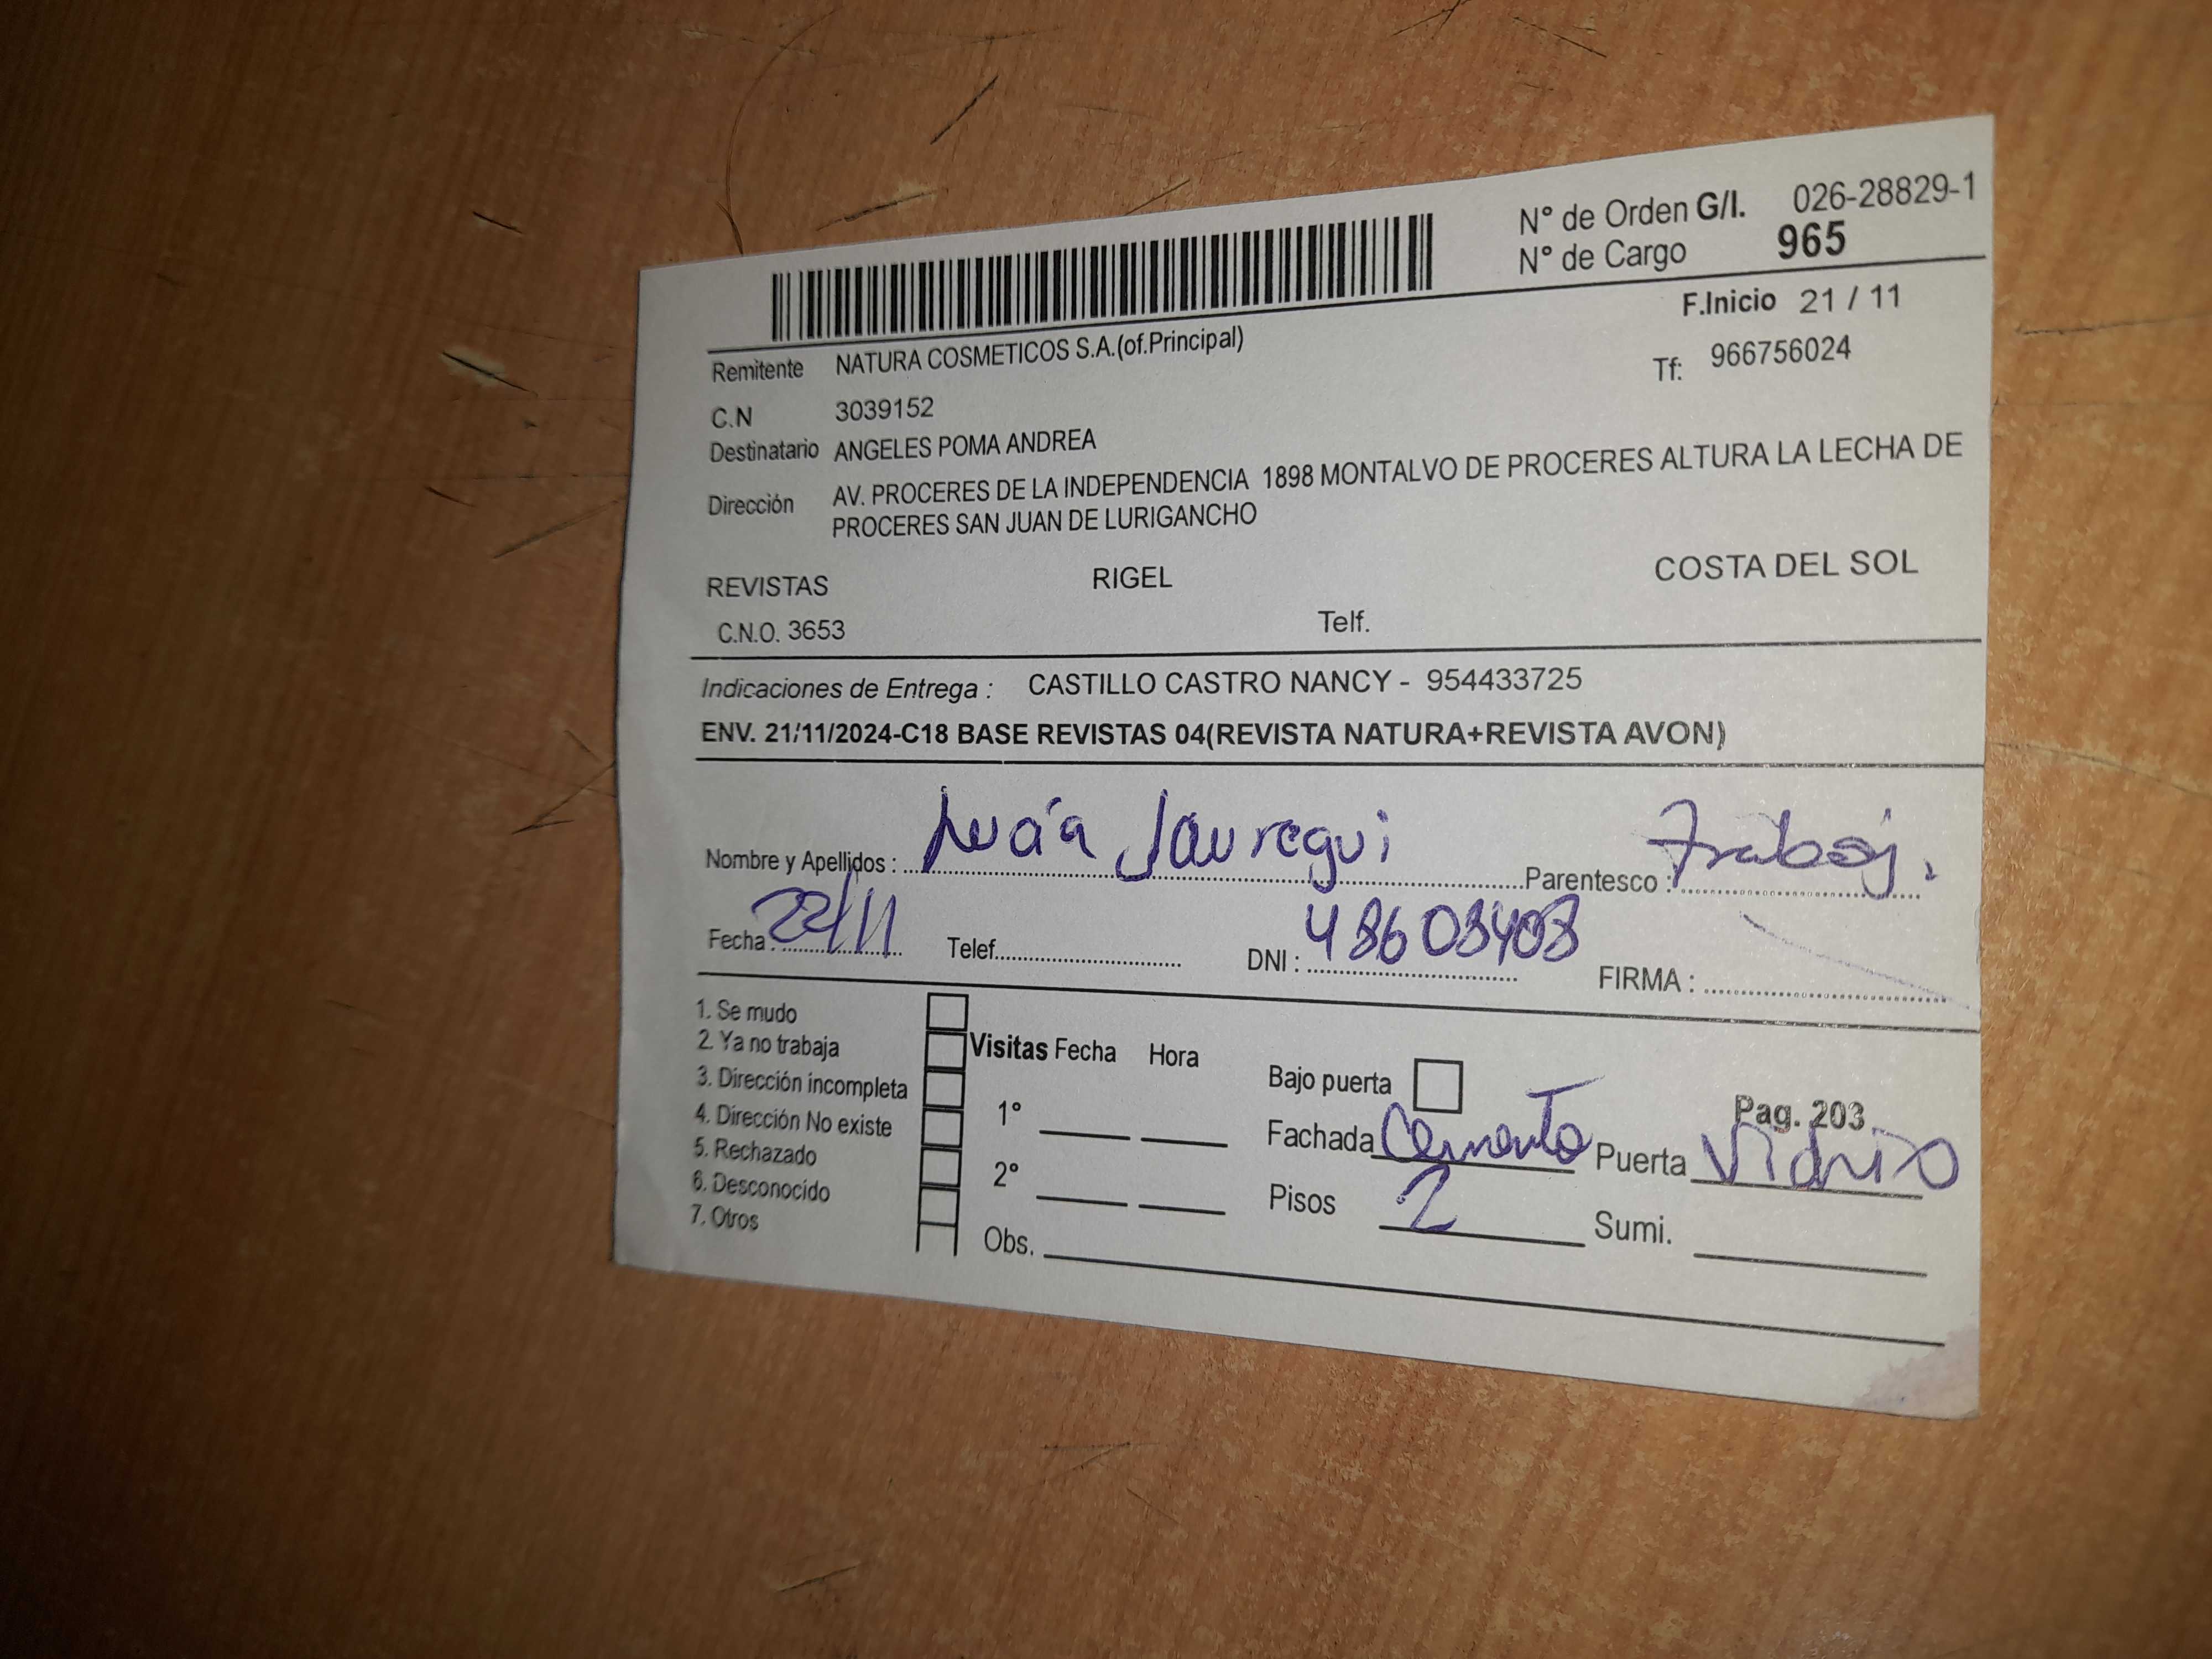 N° de Orden G/I. 026-28829-1
N° de Cargo 965
F.Inicio 21 / 11
Remitente NATURA COSMETICOS S.A.(of.Principal)
Tf: 966756024
C.N 3039152
Destinatario ANGELES POMA ANDREA
Dirección AV. PROCERES DE LA INDEPENDENCIA 1898 MONTALVO DE PROCERES ALTURA LA LECHA DE
PROCERES SAN JUAN DE LURIGANCHO
REVISTAS RIGEL COSTA DEL SOL
C.N.O. 3653 Telf.
Indicaciones de Entrega : CASTILLO CASTRO NANCY - 954433725
ENV. 21/11/2024-C18 BASE REVISTAS 04(REVISTA NATURA+REVISTA AVON)
Nombre y Apellidos : Lucía Jauregui Parentesco : Trabaj.
Fecha : 22/11 Telef. DNI : 48603408 FIRMA :
1. Se mudo
2. Ya no trabaja
3. Dirección incompleta
4. Dirección No existe
5. Rechazado
6. Desconocido
7. Otros
Visitas Fecha Hora
1°
2°
Obs.
Bajo puerta
Pag. 203
Fachada Cemento Puerta Vidrio
Pisos 2 Sumi.